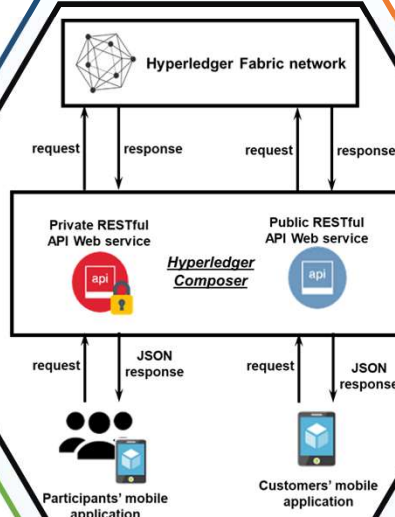 Hyperledger Fabric network
request
response
request
response
Private RESTful
API Web service
api
Hyperledger
Composer
Public RESTful
API Web service
api
request
JSON
response
request
JSON
response
Participants' mobile
application
Customers' mobile
application